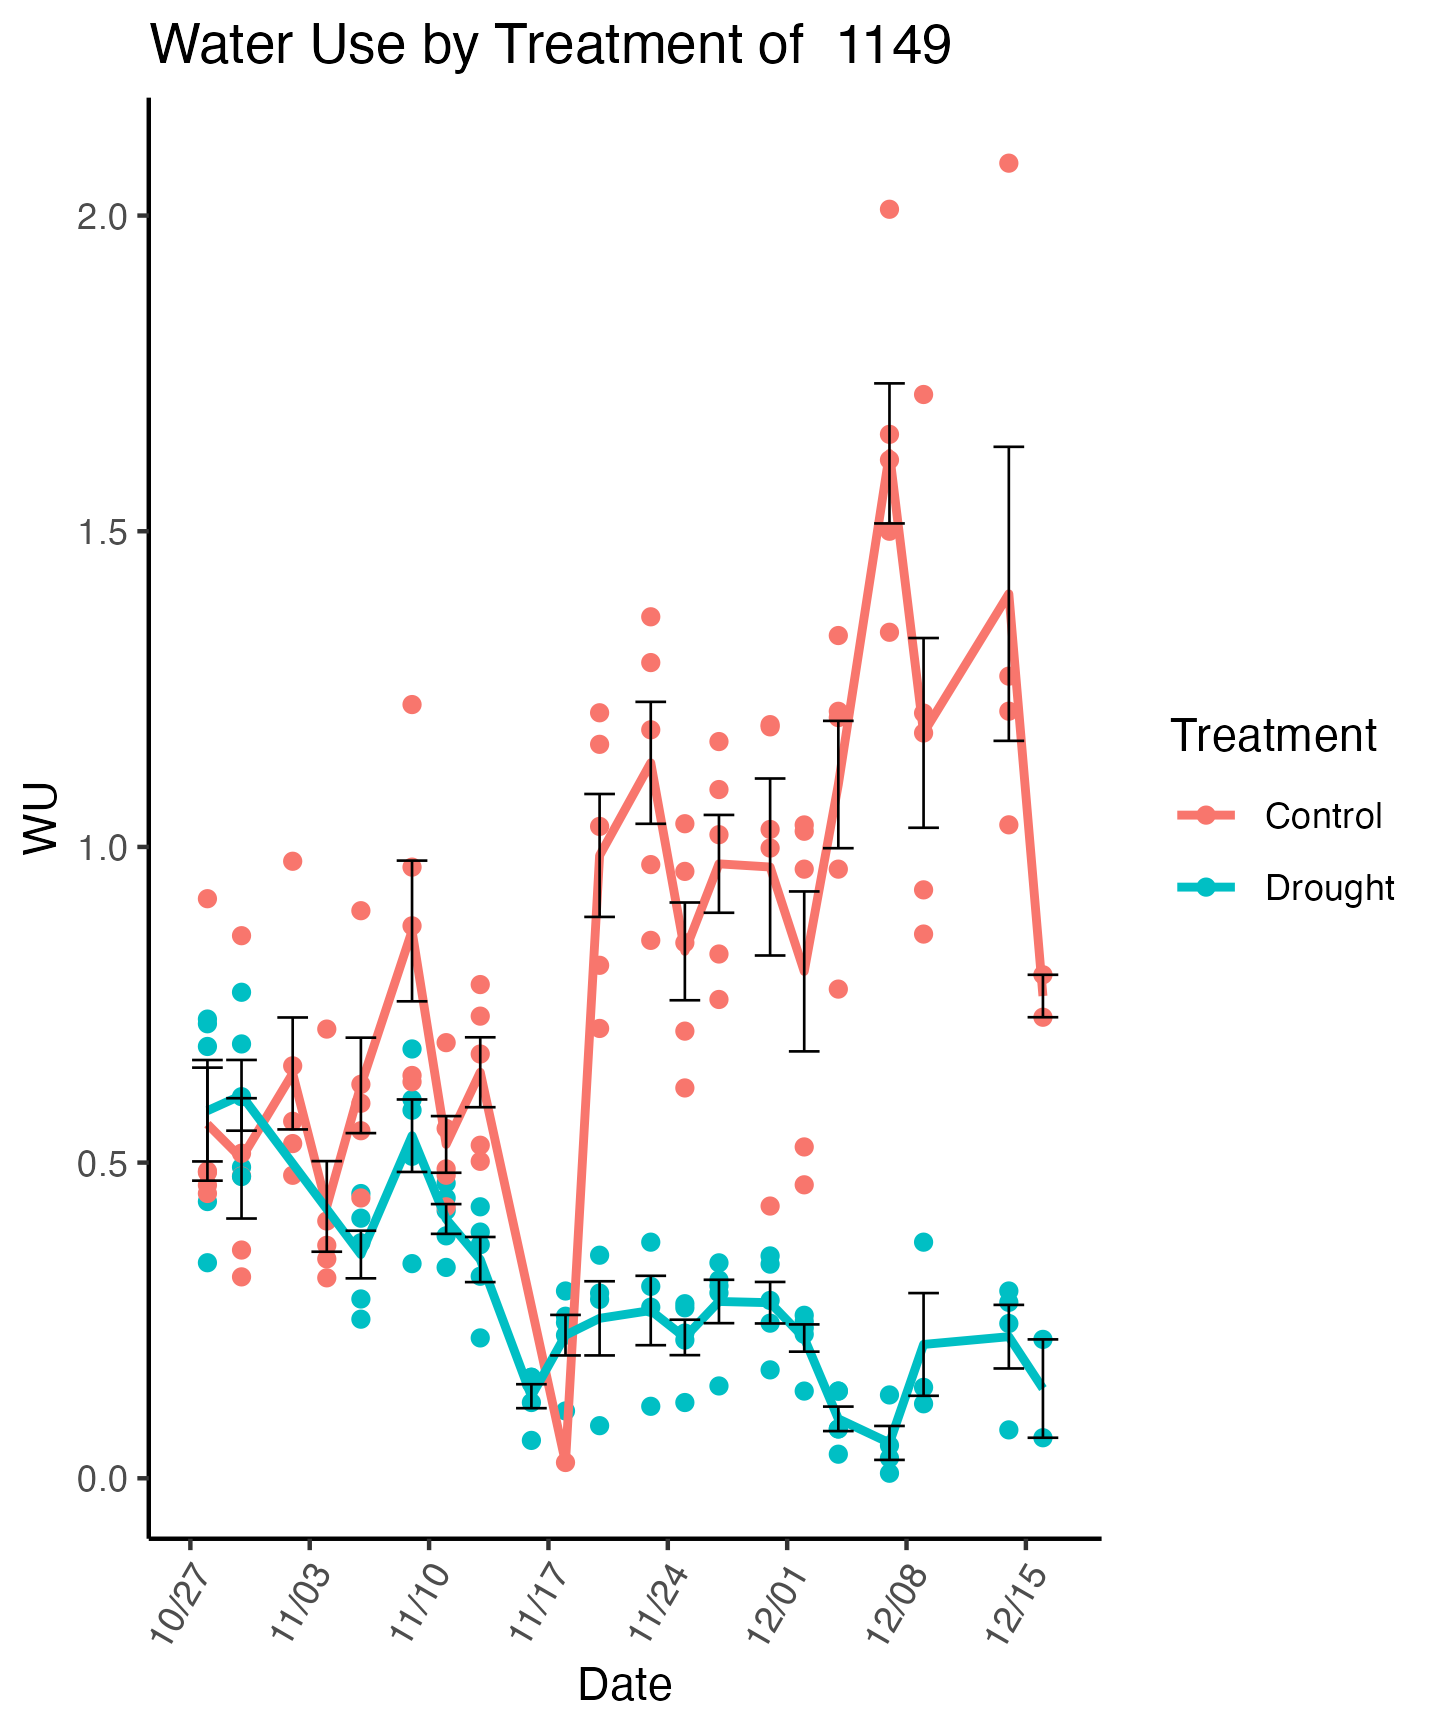 Water Use by Treatment of  1149
2.0
1.5
1.0
0.5
0.0
WU
10/27
11/03
11/10
11/17
11/24
12/01
12/08
12/15
Date
Treatment
Control
Drought